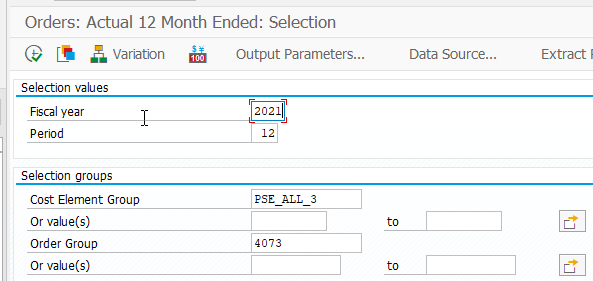 Orders: Actual 12 Month Ended: Selection
Variation $ ¥ 100 Output Parameters... Data Source... Extract
Selection values
Fiscal year 2021
Period 12
Selection groups
Cost Element Group PSE_ALL_3
Or value(s) to
Order Group 4073
Or value(s) to